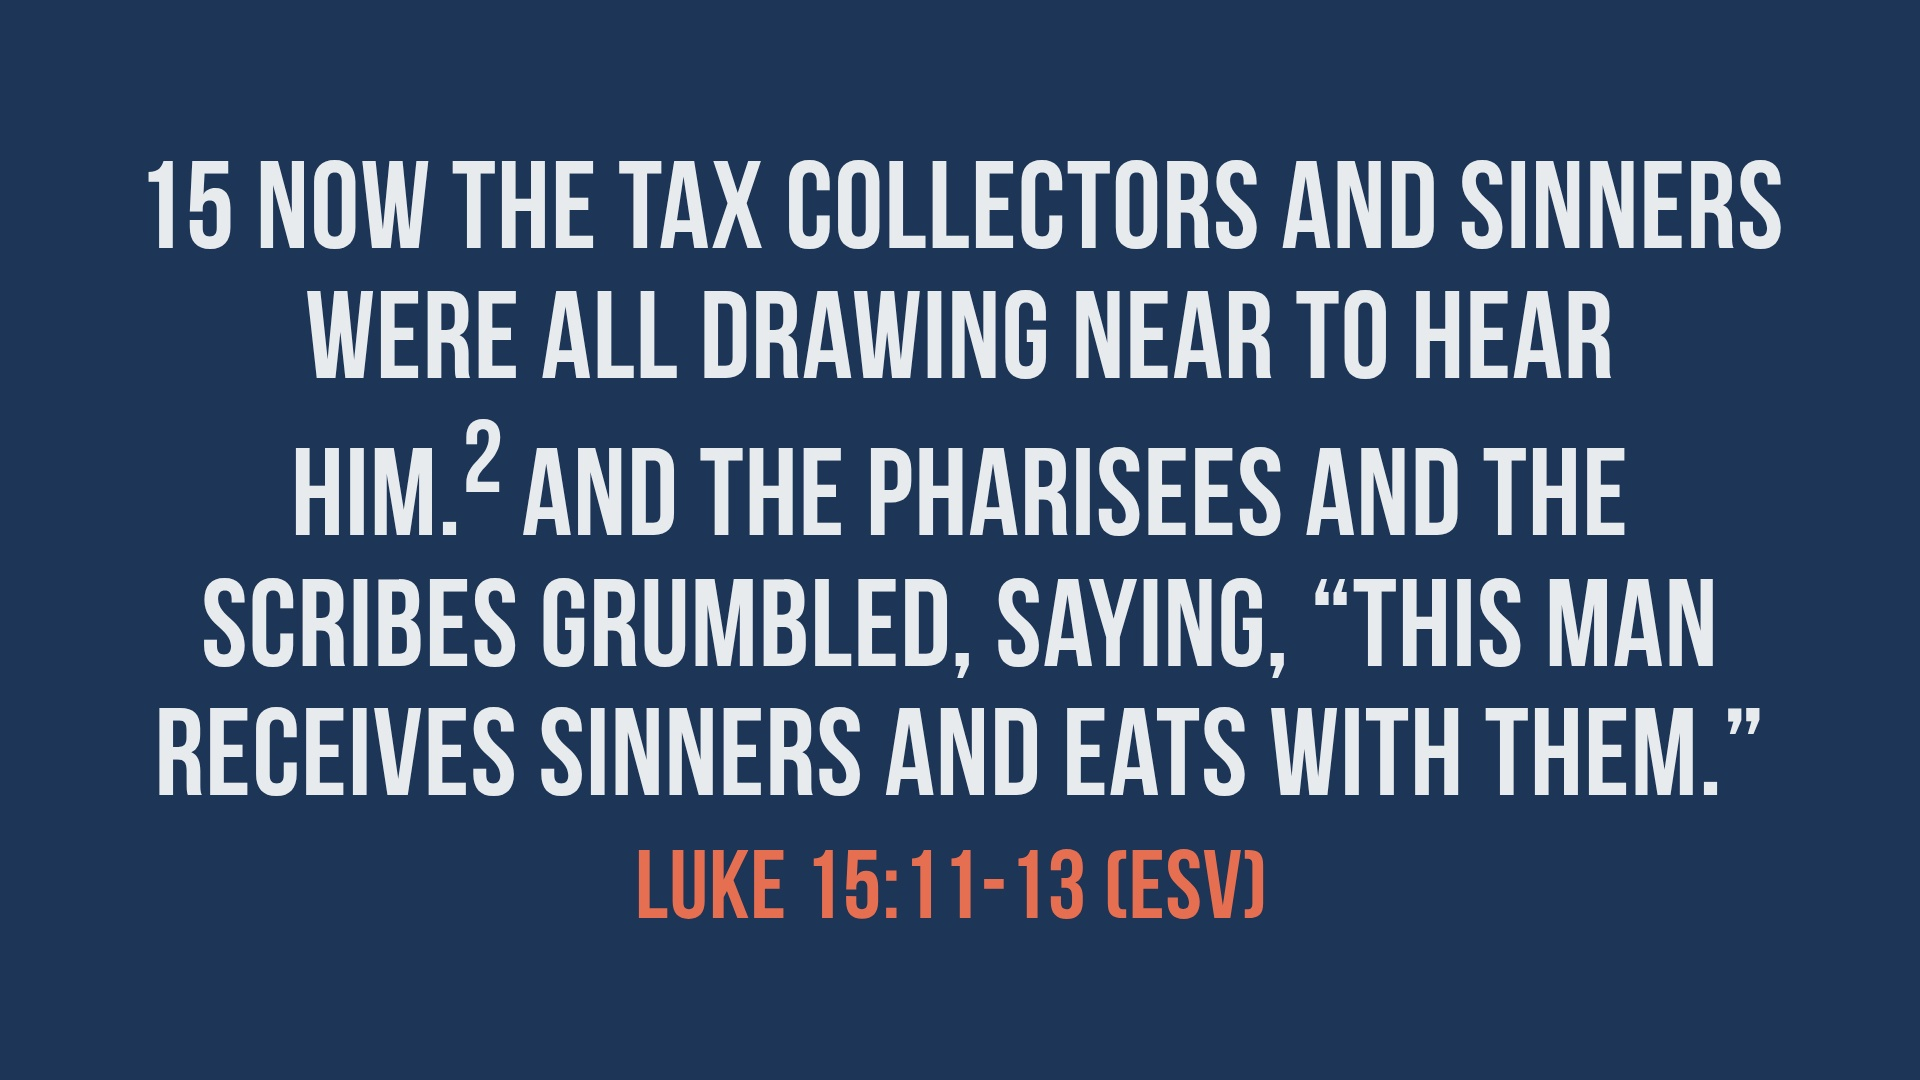 15 NOW THE TAX COLLECTORS AND SINNERS
WERE ALL DRAWING NEAR TO HEAR
HIM.² AND THE PHARISEES AND THE
SCRIBES GRUMBLED, SAYING, “THIS MAN
RECEIVES SINNERS AND EATS WITH THEM.”
LUKE 15:11-13 (ESV)